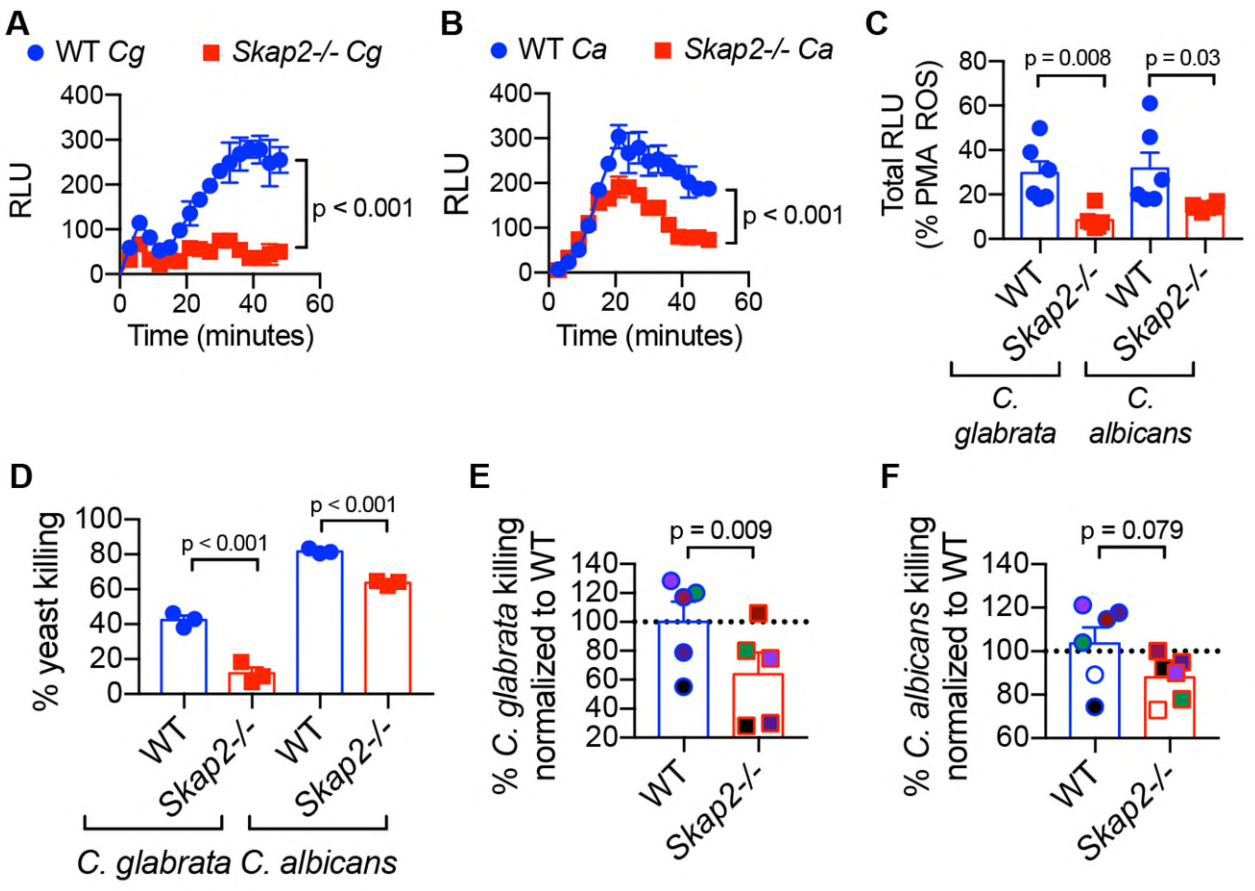 A
WT Cg
Skap2-/- Cg
400
300
200
100
0
RLU
0 20 40 60
Time (minutes)
p < 0.001
B
WT Ca
Skap2-/- Ca
400
300
200
100
0
RLU
0 20 40 60
Time (minutes)
p < 0.001
C
Total RLU
(% PMA ROS)
80
60
40
20
0
p = 0.008
p = 0.03
WT
Skap2-/-
WT
Skap2-/-
C.
glabrata
C.
albicans
D
% yeast killing
100
80
60
40
20
0
p < 0.001
p < 0.001
WT
Skap2-/-
WT
Skap2-/-
C. glabrata
C. albicans
E
% C. glabrata killing
normalized to WT
140
120
100
80
60
40
20
p = 0.009
WT
Skap2-/-
F
% C. albicans killing
normalized to WT
140
120
100
80
60
p = 0.079
WT
Skap2-/-